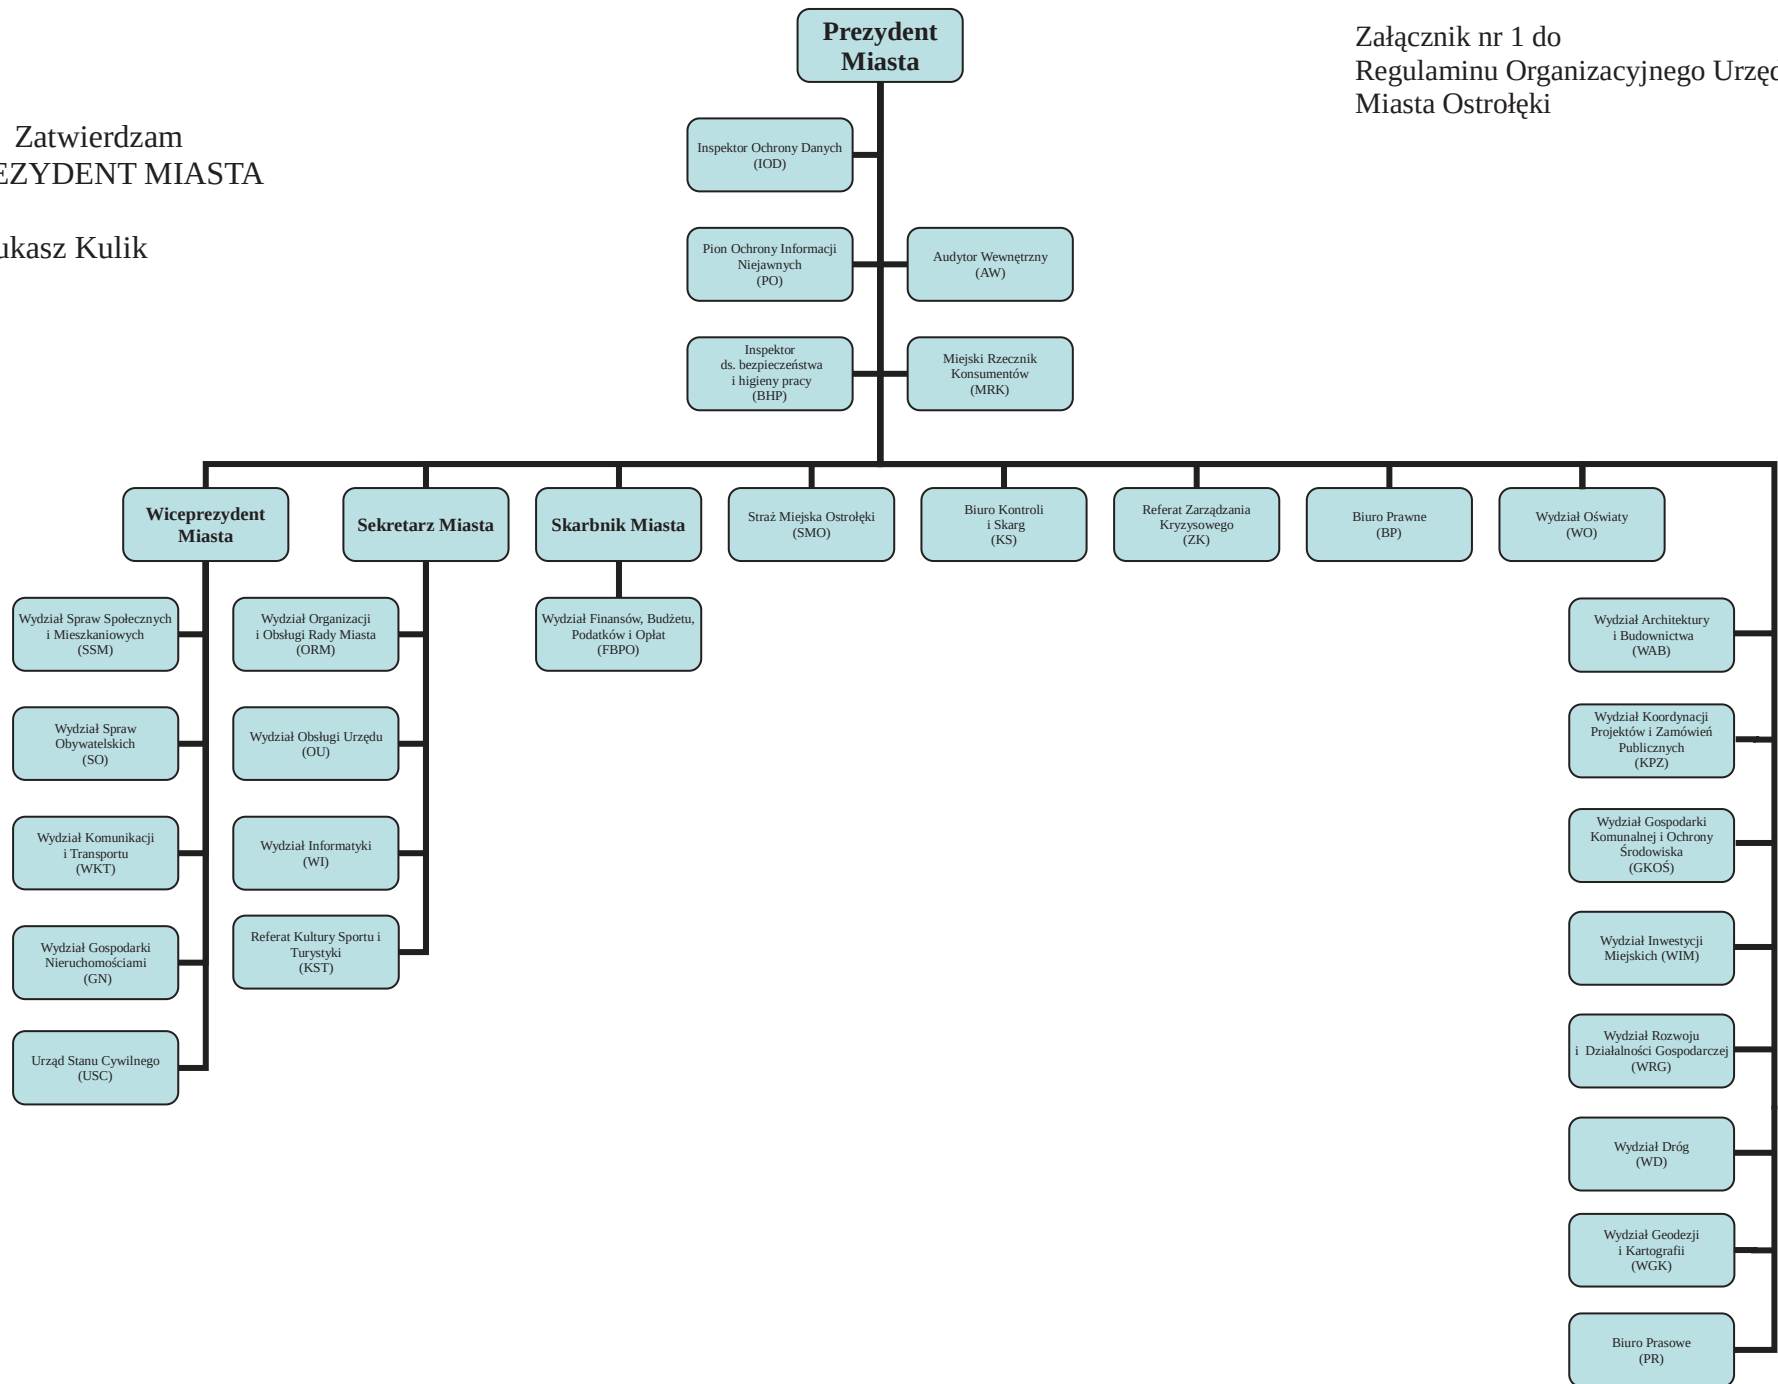 Prezydent
Miasta
Załącznik nr 1 do
Regulaminu Organizacyjnego
Miasta Ostrołęki
Zatwierdzam
MIASTA
Kulik
Inspektor Ochrony Danych
(IOD)
Pion Ochrony Informacji
Niejawnych
(PO)
Audytor Wewnętrzny
(AW)
Inspektor
ds. bezpieczeństwa
i higieny pracy
(BHP)
Miejski Rzecznik
Konsumentów
(MRK)
Wiceprezydent
Miasta
Sekretarz Miasta
Skarbnik Miasta
Straż Miejska Ostrołęki
(SMO)
Biuro Kontroli
i Skarg
(KS)
Referat Zarządzania
Kryzysowego
(ZK)
Biuro Prawne
(BP)
Wydział Oświaty
(WO)
Wydział Spraw Społecznych
i Mieszkaniowych
(SSM)
Wydział Spraw
Obywatelskich
(SO)
Wydział Komunikacji
i Transportu
(WKT)
Wydział Gospodarki
Nieruchomościami
(GN)
Urząd Stanu Cywilnego
(USC)
Wydział Organizacji
i Obsługi Rady Miasta
(ORM)
Wydział Obsługi Urzędu
(OU)
Wydział Informatyki
(WI)
Referat Kultury Sportu i
Turystyki
(KST)
Wydział Finansów, Budżetu,
Podatków i Opłat
(FBPO)
Wydział Architektury
i Budownictwa
(WAB)
Wydział Koordynacji
Projektów i Zamówień
Publicznych
(KPZ)
Wydział Gospodarki
Komunalnej i Ochrony
Środowiska
(GKOŚ)
Wydział Inwestycji
Miejskich (WIM)
Wydział Rozwoju
i Działalności Gospodarczej
(WRG)
Wydział Dróg
(WD)
Wydział Geodezji
i Kartografii
(WGK)
Biuro Prasowe
(PR)